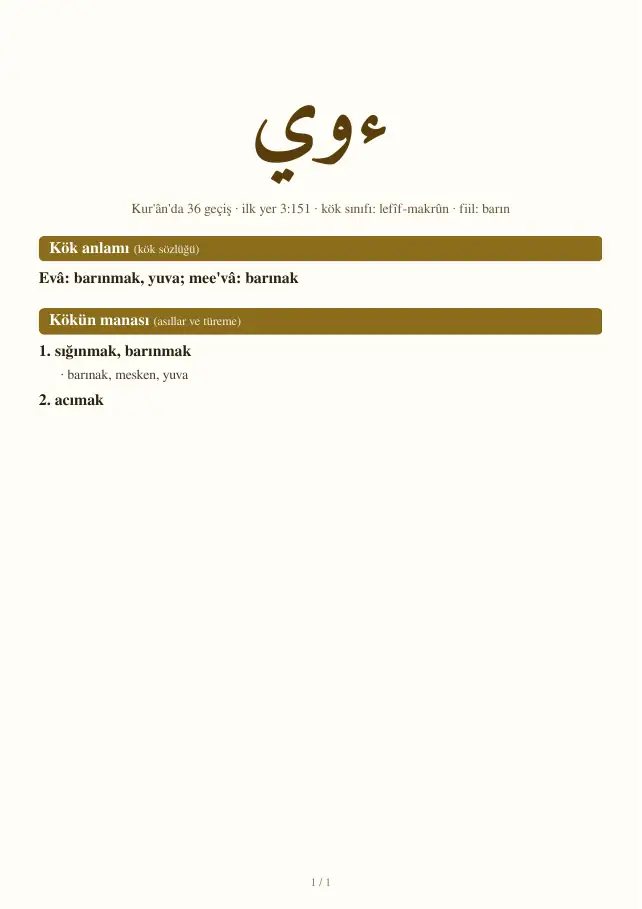 ءوي
Kur'ân'da 36 geçiş · ilk yer 3:151 · kök sınıfı: lefîf-makrûn · fiil: barın
Kök anlamı (kök sözlüğü)
Evâ: barınmak, yuva; mee'vâ: barınak
Kökün manası (asıllar ve türeme)
1. sığınmak, barınmak
· barınak, mesken, yuva
2. acımak
1 / 1